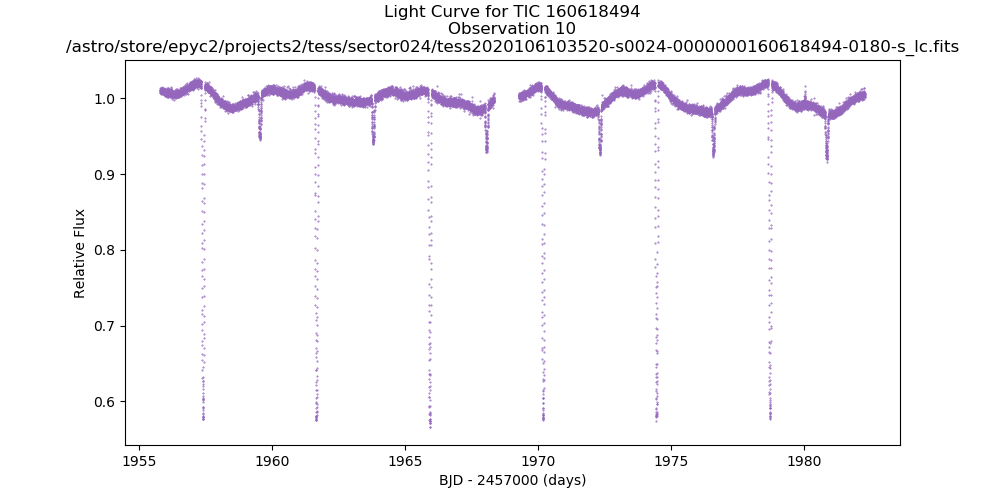 Light Curve for TIC 160618494
Observation 10
/astro/store/epyc2/projects2/tess/sector024/tess2020106103520-s0024-0000000160618494-0180-s_lc.fits
1.0
0.9
0.8
0.7
0.6
Relative Flux
1955 1960 1965 1970 1975 1980
BJD - 2457000 (days)